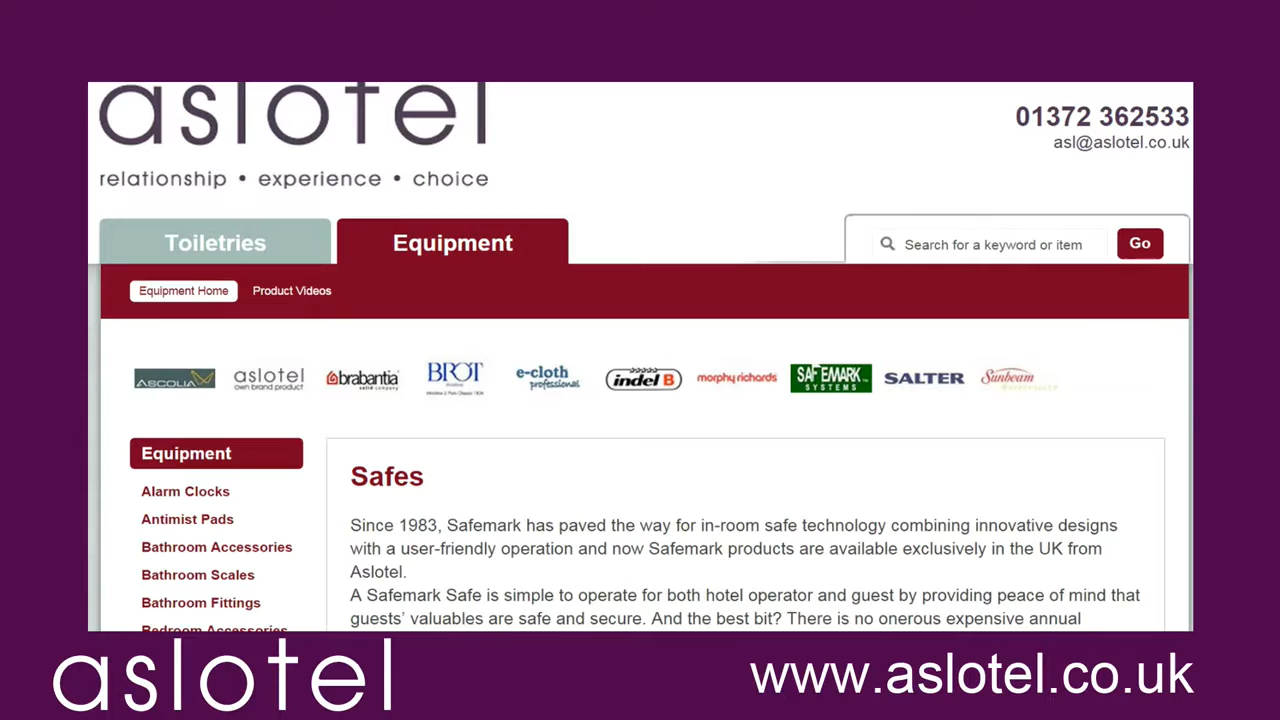 aslotel
relationship • experience • choice
01372 362533
asl@aslotel.co.uk
Toiletries
Equipment
Search for a keyword or item
Go
Equipment Home
Product Videos
ASCOLIA
aslotel
own brand product
brabantia
solid company
BROT
e-cloth
professional
indel B
morphy richards
SAFEMARK
SYSTEMS
SALTER
Sunbeam
Equipment
Alarm Clocks
Antimist Pads
Bathroom Accessories
Bathroom Scales
Bathroom Fittings
Bedroom Accessories
Safes
Since 1983, Safemark has paved the way for in-room safe technology combining innovative designs
with a user-friendly operation and now Safemark products are available exclusively in the UK from
Aslotel.
A Safemark Safe is simple to operate for both hotel operator and guest by providing peace of mind that
guests’ valuables are safe and secure. And the best bit? There is no onerous expensive annual
aslotel
www.aslotel.co.uk